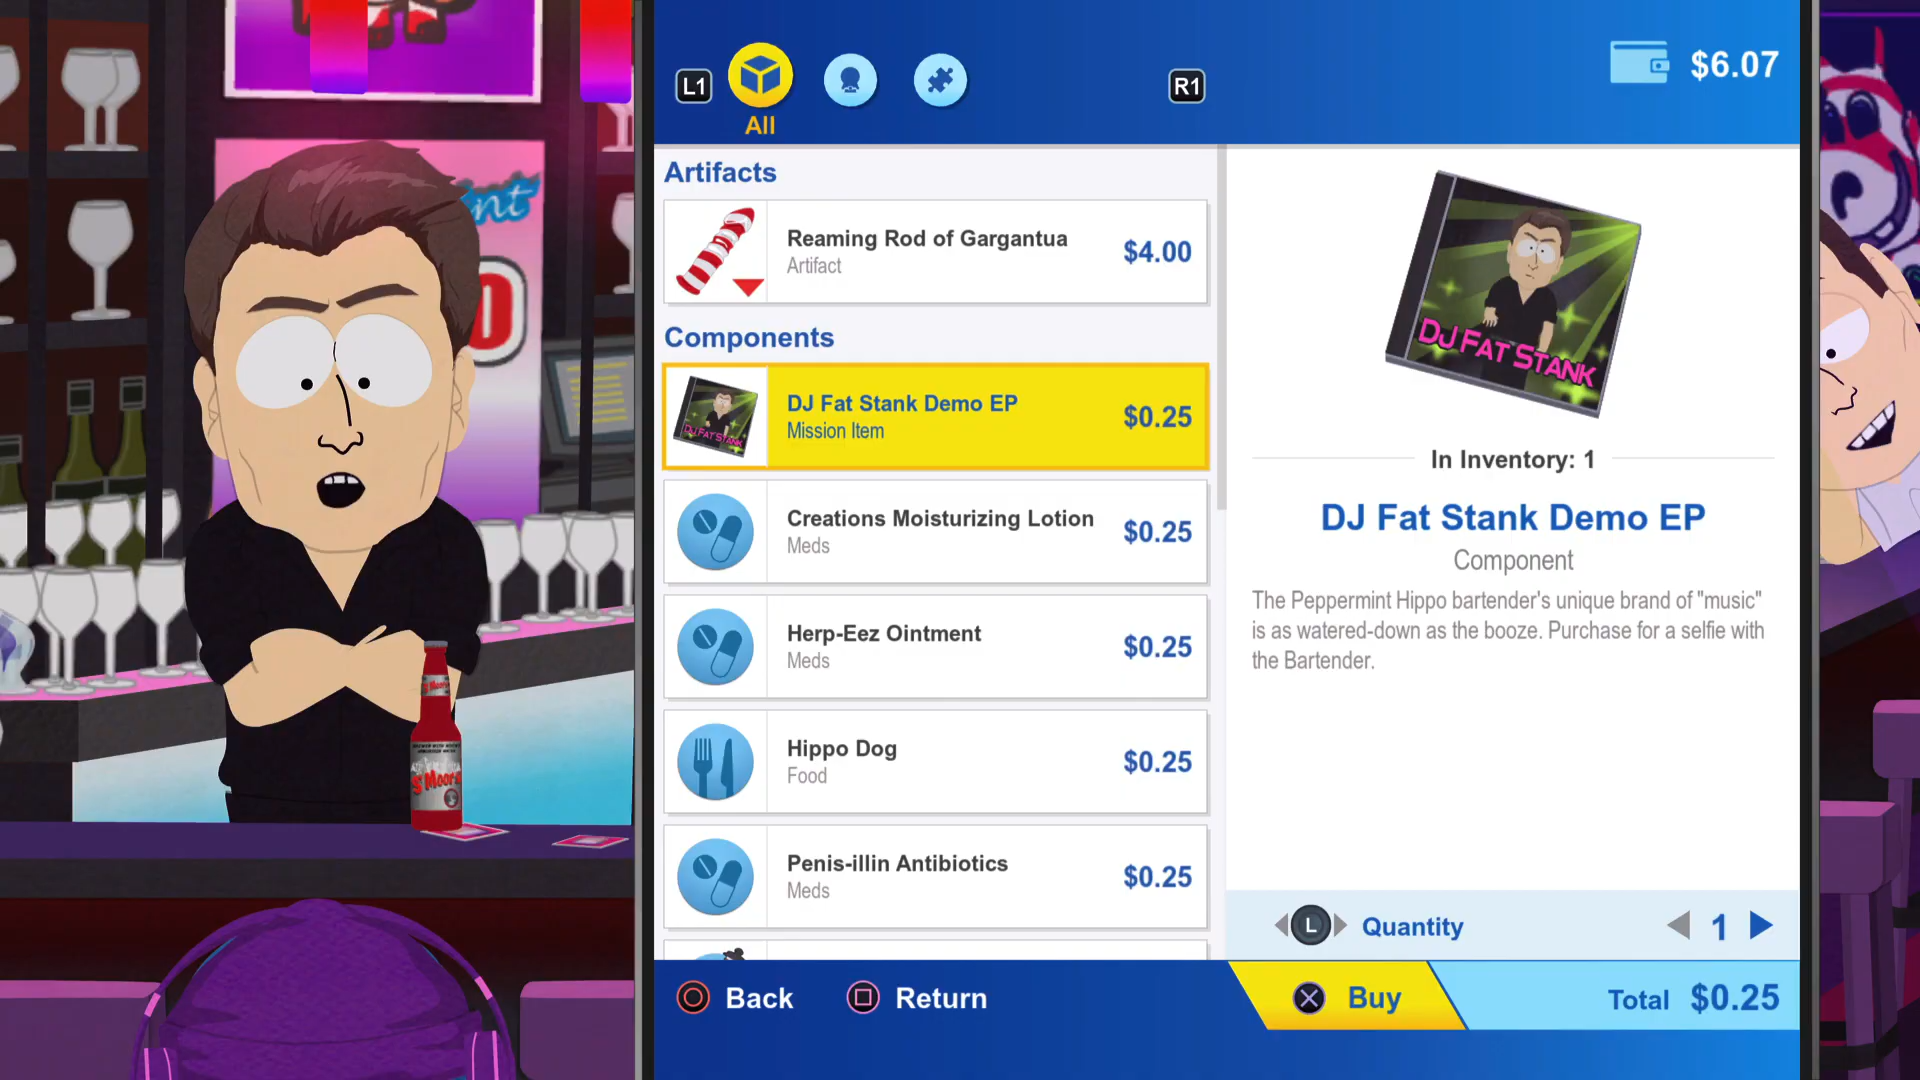 L1
R1
$6.07
All
Artifacts
Reaming Rod of Gargantua
Artifact
$4.00
Components
DJ Fat Stank Demo EP
Mission Item
$0.25
Creations Moisturizing Lotion
Meds
$0.25
Herp-Eez Ointment
Meds
$0.25
Hippo Dog
Food
$0.25
Penis-illin Antibiotics
Meds
$0.25
DJ FAT STANK
In Inventory: 1
DJ Fat Stank Demo EP
Component
The Peppermint Hippo bartender's unique brand of "music"
is as watered-down as the booze. Purchase for a selfie with
the Bartender.
L
Quantity
1
Back
Return
Buy
Total
$0.25